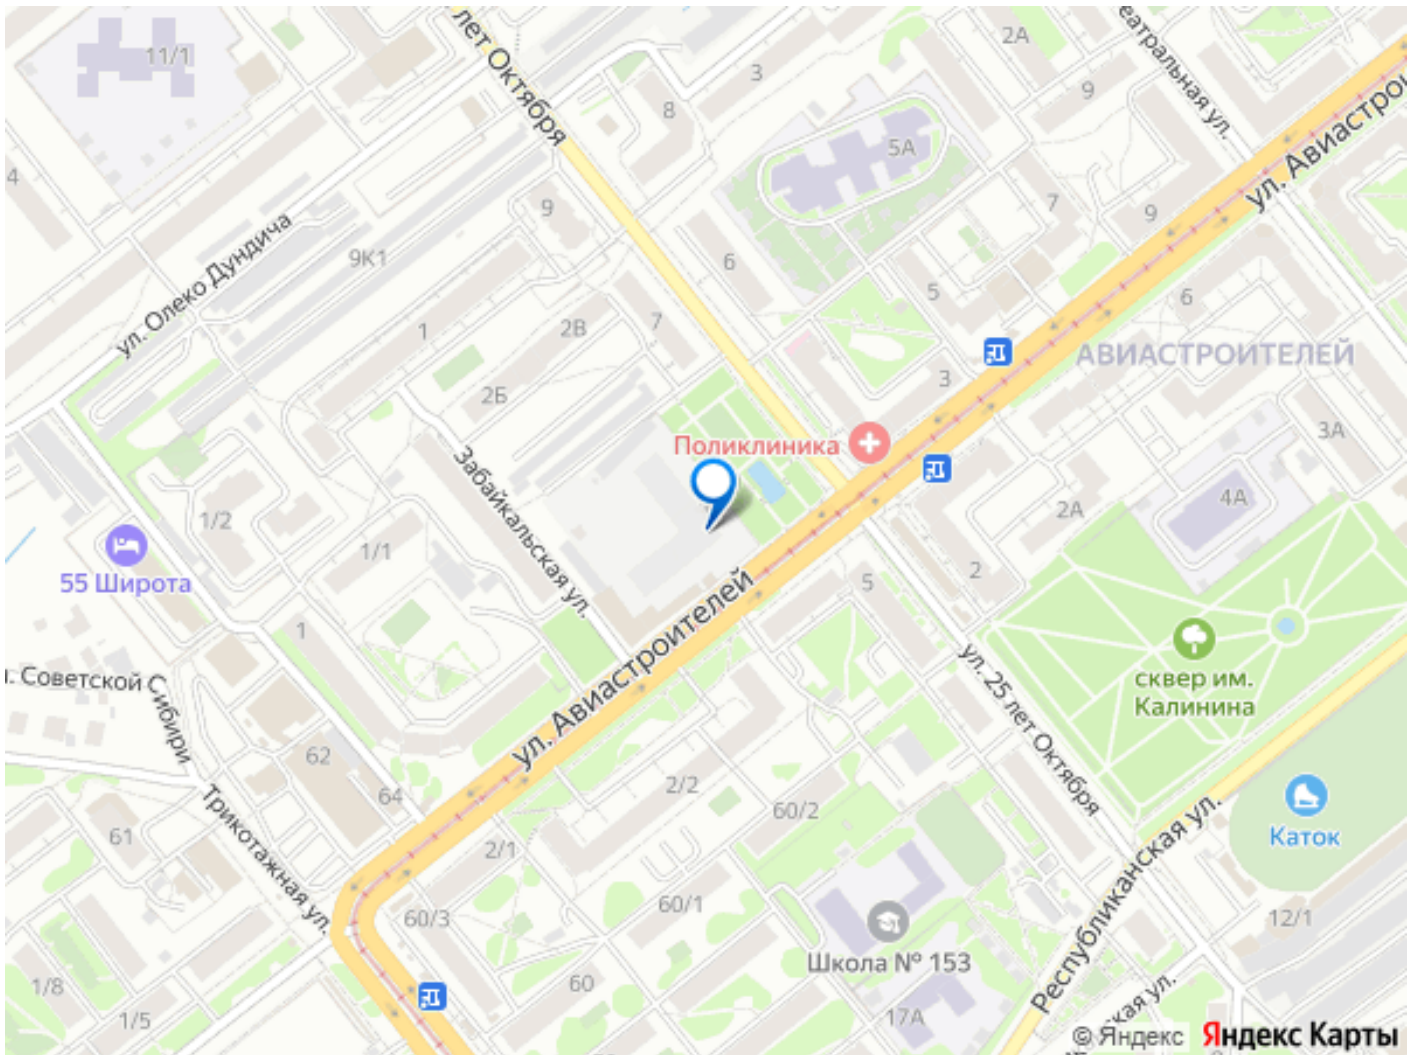 лет Октября
еатральная ул.
2А
11/1
3
9
8
ул. Авиастрои
5А
4
9
7
9
ул. Олеко Дундича
9К1
6
5
6
1
2В
7
АВИАСТРОИТЕЛЕЙ
3
2Б
3А
Поликлиника
Забайкальская ул.
4А
1/2
2А
1/1
55 Широта
2
5
ул. Авиастроителей
1
сквер им.
Калинина
. Советской Сибири
ул. 25 лет Октября
62
2/2
64
60/2
Трикотажная ул.
Каток
61
Республиканская ул.
2/1
60/1
60/3
12/1
Школа № 153
1/8
60
ская ул.
1/5
17А
© Яндекс Яндекс Карты